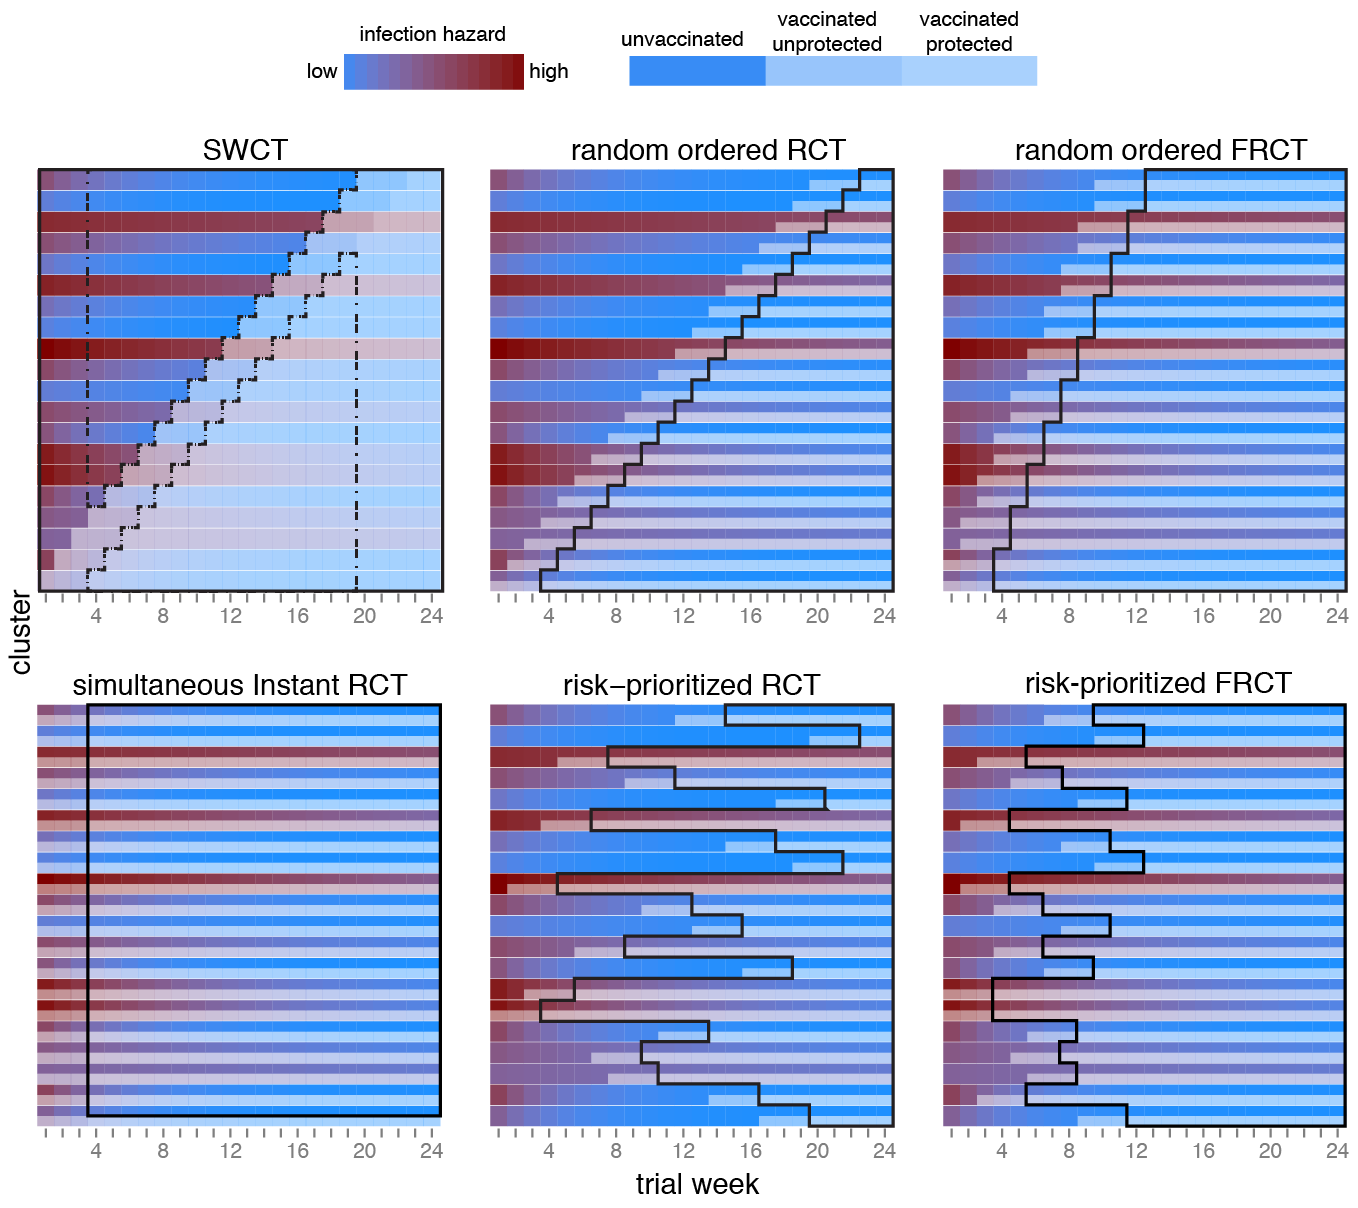 infection hazard
low
high
unvaccinated
vaccinated
unprotected
vaccinated
protected
SWCT
random ordered RCT
random ordered FRCT
4 8 12 16 20 24
4 8 12 16 20 24
4 8 12 16 20 24
cluster
simultaneous Instant RCT
risk–prioritized RCT
risk-prioritized FRCT
4 8 12 16 20 24
4 8 12 16 20 24
4 8 12 16 20 24
trial week